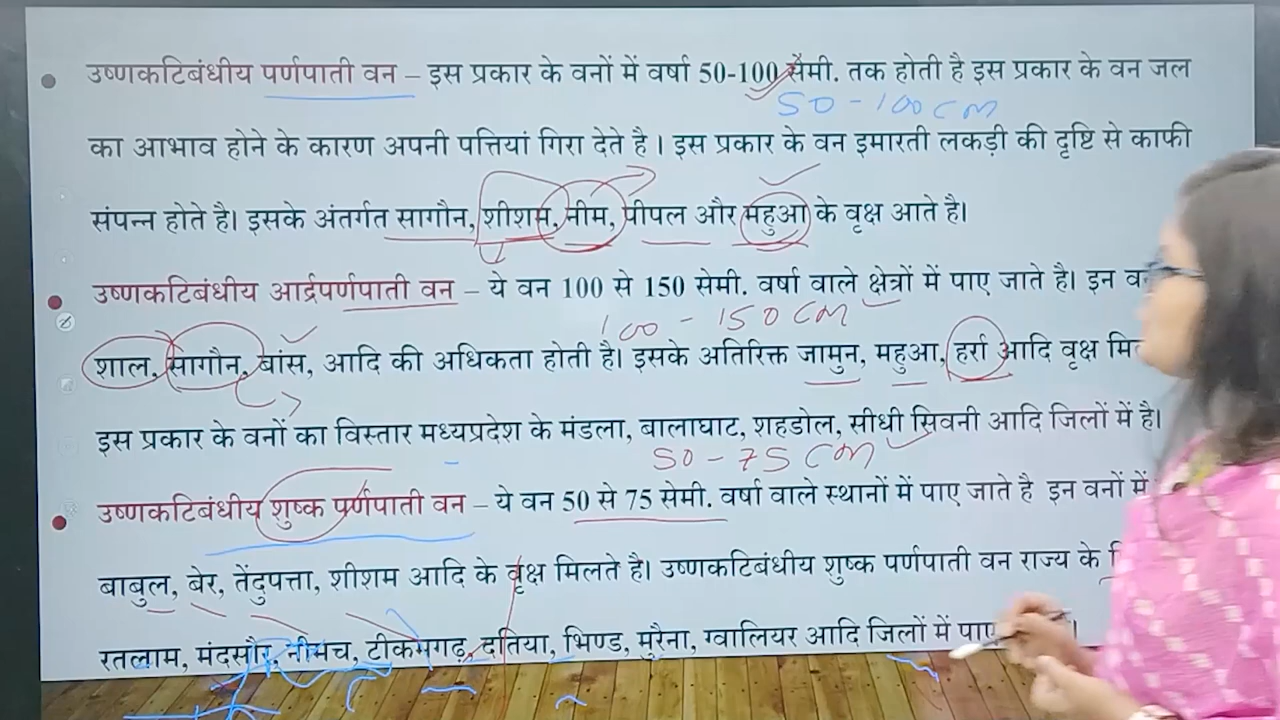 उष्णकटिबंधीय पर्णपाती वन – इस प्रकार के वनों में वर्षा 50-100 सेमी. तक होती है इस प्रकार के वन जल
50-100 CM
का आभाव होने के कारण अपनी पत्तियां गिरा देते है । इस प्रकार के वन इमारती लकड़ी की दृष्टि से काफी
संपन्न होते है। इसके अंतर्गत सागौन, शीशम, नीम, पीपल और महुआ के वृक्ष आते है।
उष्णकटिबंधीय आर्द्रपर्णपाती वन – ये वन 100 से 150 सेमी. वर्षा वाले क्षेत्रों में पाए जाते है। इन
100 - 150 CM
शाल, सागौन, बांस, आदि की अधिकता होती है। इसके अतिरिक्त जामुन, महुआ, हर्रा आदि वृक्ष
इस प्रकार के वनों का विस्तार मध्यप्रदेश के मंडला, बालाघाट, शहडोल, सीधी सिवनी आदि जिलों में है।
50-75 CM
उष्णकटिबंधीय शुष्क पर्णपाती वन – ये वन 50 से 75 सेमी. वर्षा वाले स्थानों में पाए जाते है इन वनों में
बाबुल, बेर, तेंदुपत्ता, शीशम आदि के वृक्ष मिलते है। उष्णकटिबंधीय शुष्क पर्णपाती वन राज्य के
रतलाम, मंदसौर, नीमच, टीकमगढ़, दतिया, भिण्ड, मुरैना, ग्वालियर आदि जिलों में